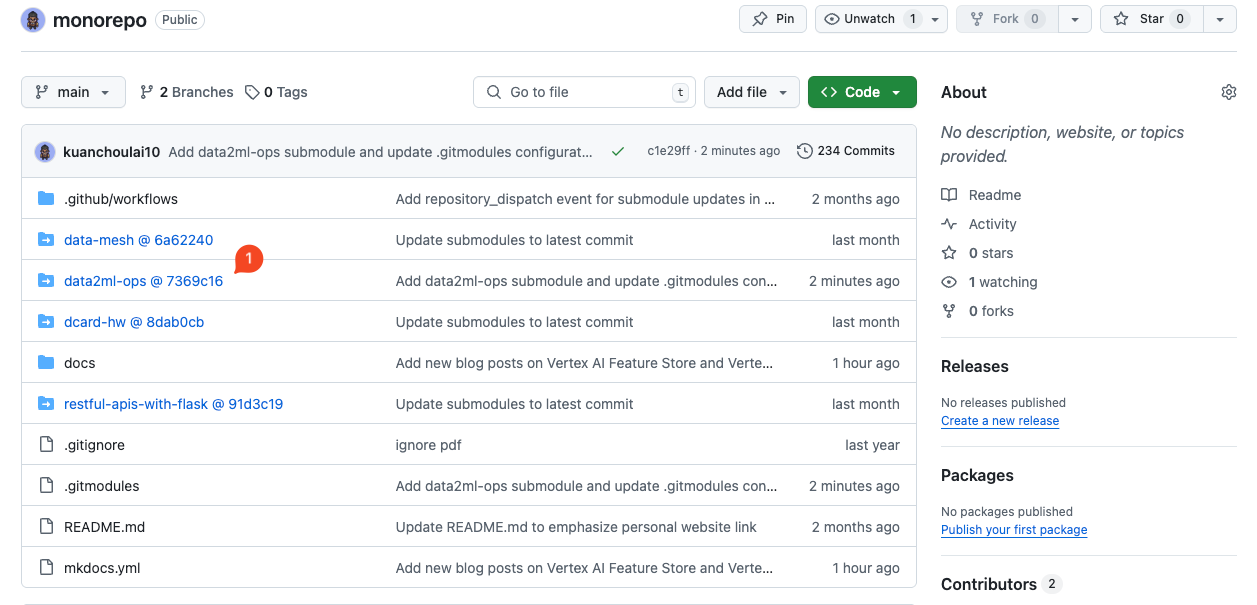 monorepo Public Pin Unwatch 1 Fork 0 Star 0
main 2 Branches 0 Tags Go to file t Add file Code
kuanchoulai10 Add data2ml-ops submodule and update .gitmodules configurat... c1e29ff · 2 minutes ago 234 Commits
.github/workflows Add repository_dispatch event for submodule updates in ... 2 months ago
data-mesh @ 6a62240 Update submodules to latest commit last month
1
data2ml-ops @ 7369c16 Add data2ml-ops submodule and update .gitmodules con... 2 minutes ago
dcard-hw @ 8dab0cb Update submodules to latest commit last month
docs Add new blog posts on Vertex AI Feature Store and Verte... 1 hour ago
restful-apis-with-flask @ 91d3c19 Update submodules to latest commit last month
.gitignore ignore pdf last year
.gitmodules Add data2ml-ops submodule and update .gitmodules con... 2 minutes ago
README.md Update README.md to emphasize personal website link 2 months ago
mkdocs.yml Add new blog posts on Vertex AI Feature Store and Verte... 1 hour ago
About
No description, website, or topics
provided.
Readme
Activity
0 stars
1 watching
0 forks
Releases
No releases published
Create a new release
Packages
No packages published
Publish your first package
Contributors 2